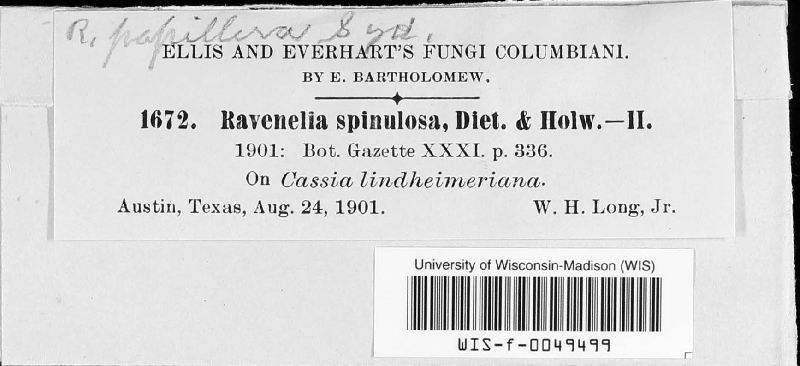 R. papillifera Syd.
ELLIS AND EVERHART'S FUNGI COLUMBIANI.
BY E. BARTHOLOMEW.
1672. Ravenelia spinulosa, Diet. & Holw.—II.
1901: Bot. Gazette XXXI. p. 336.
On Cassia lindheimeriana.
Austin, Texas, Aug. 24, 1901. W. H. Long, Jr.
University of Wisconsin-Madison (WIS)
WIS-f-0049499